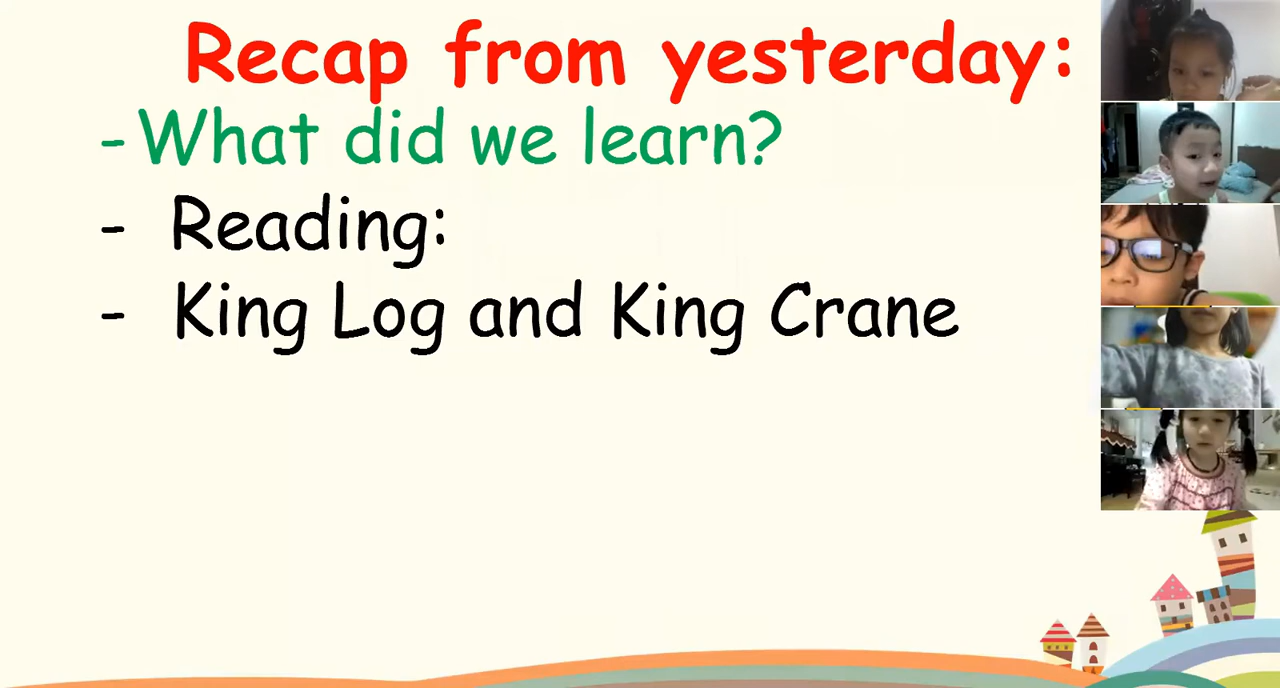 Recap from yesterday:
- What did we learn?
- Reading:
- King Log and King Crane